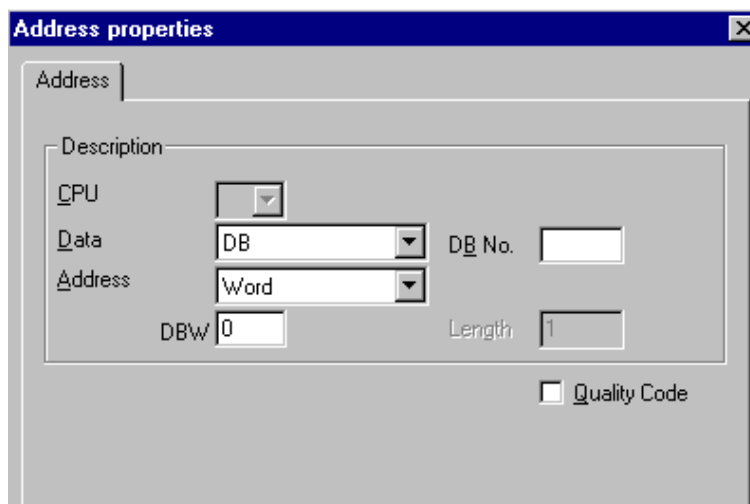 Address properties
Address
Description
CPU
Data DB DB No.
Address Word
DBW 0 Length 1
Quality Code